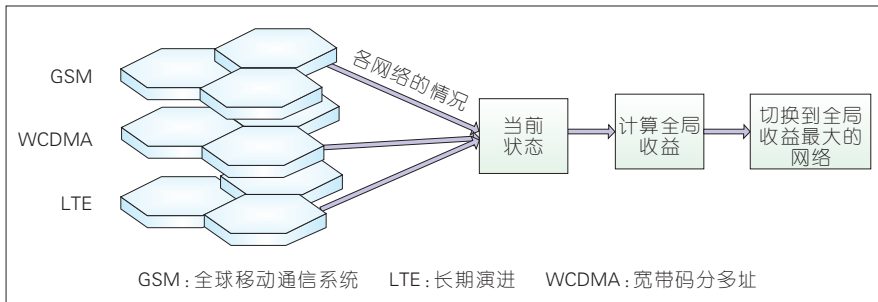 GSM
WCDMA
LTE
各网络的情况
当前
状态
计算全局
收益
切换到全局
收益最大的
网络
GSM:全球移动通信系统 LTE:长期演进 WCDMA:宽带码分多址